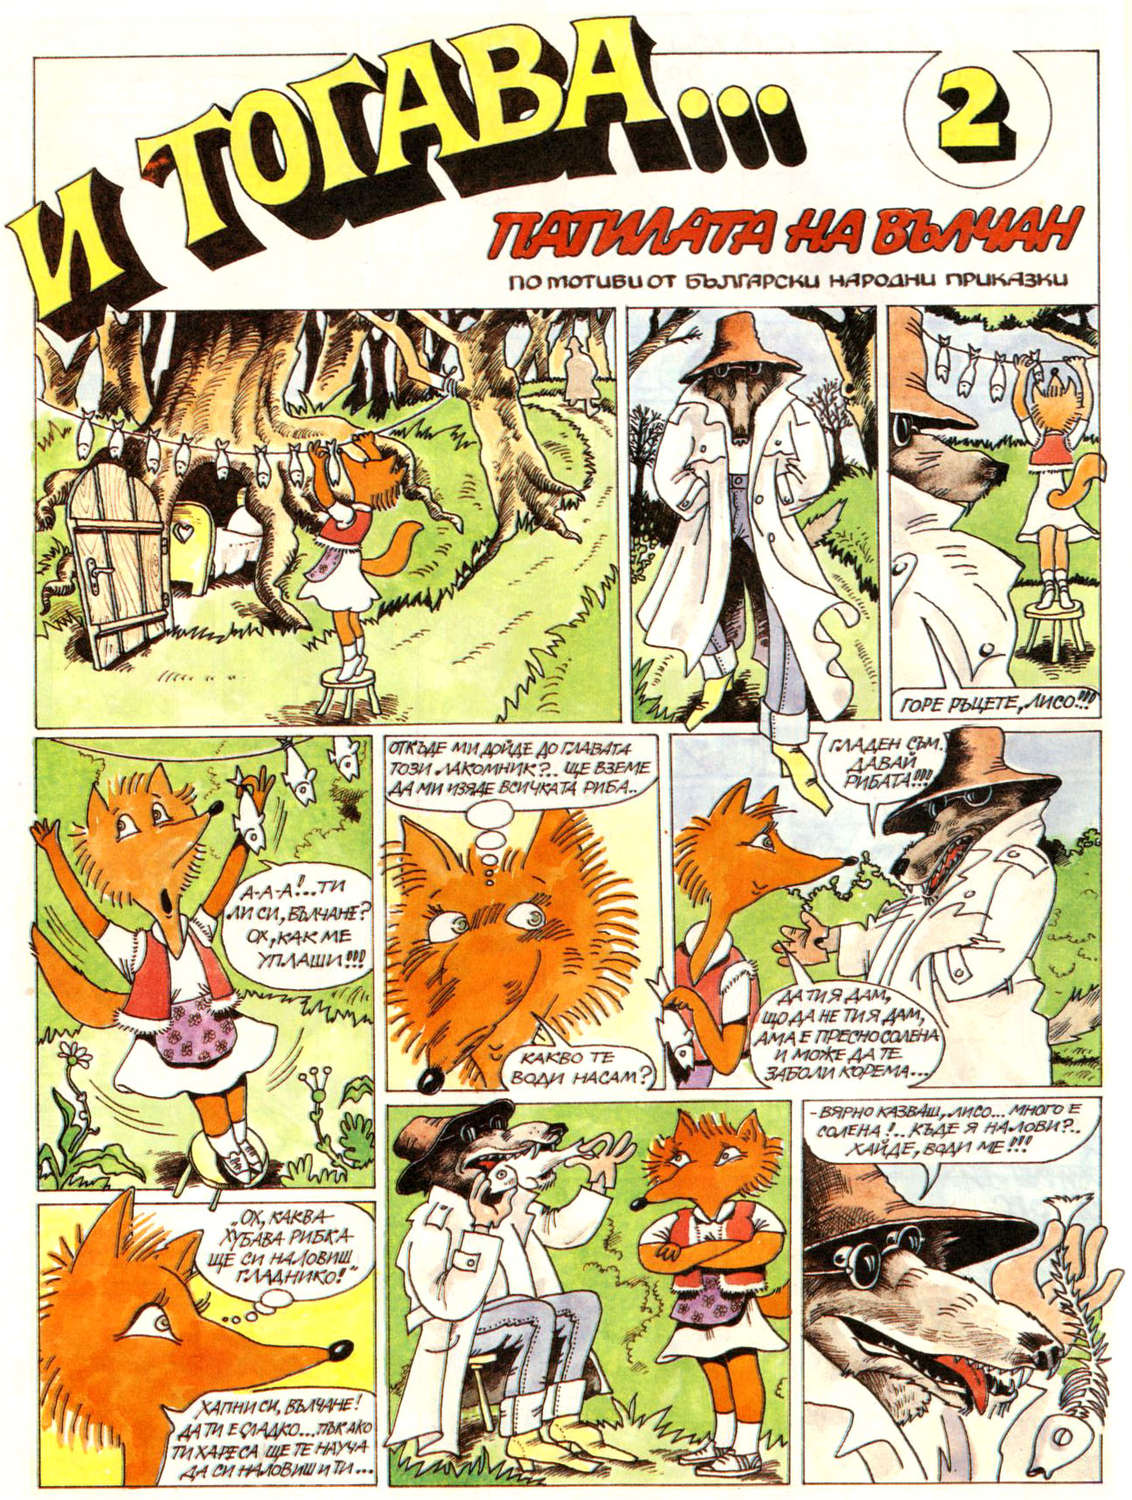 И ТОГАВА...
2
ПАТИЛАТА НА ВЪЛЧАН
ПО МОТИВИ ОТ БЪЛГАРСКИ НАРОДНИ ПРИКАЗКИ
ГОРЕ РЪЦЕТЕ, ЛИСО!!!
А-А-А!...ТИ
ЛИ СИ, ВЪЛЧАНЕ?
ОХ, КАК МЕ
УПЛАШИ!!!
ОТКЪДЕ МИ ДОЙДЕ ДО ГЛАВАТА
ТОЗИ ЛАКОМНИК?.. ЩЕ ВЗЕМЕ
ДА МИ ИЗЯДЕ ВСИЧКАТА РИБА..
КАКВО ТЕ
ВОДИ НАСАМ?
ГЛАДЕН СЪМ.
ДАВАЙ
РИБАТА!!!
ДА ТИ Я ДАМ,
ЩО ДА НЕ ТИ Я ДАМ,
АМА Е ПРЕСНОСОЛЕНА
И МОЖЕ ДА ТЕ
ЗАБОЛИ КОРЕМА...
„ОХ, КАКВА
ХУБАВА РИБКА
ЩЕ СИ НАЛОВИШ,
ГЛАДНИКО!"
ХАПНИ СИ, ВЪЛЧАНЕ!
ДА ТИ Е СЛАДКО...ПЪК АКО
ТИ ХАРЕСА ЩЕ ТЕ НАУЧА
ДА СИ НАЛОВИШ И ТИ...
- ВЯРНО КАЗВАШ, ЛИСО... МНОГО Е
СОЛЕНА!..КЪДЕ Я НАЛОВИ?..
ХАЙДЕ, ВОДИ МЕ!!!